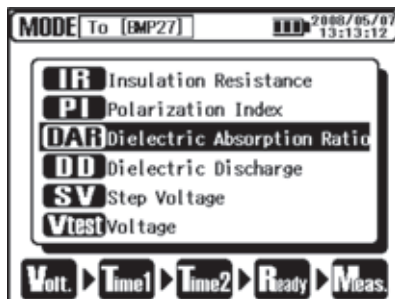 MODE To [BMP27] 2008/05/07
13:13:12
IR Insulation Resistance
PI Polarization Index
DAR Dielectric Absorption Ratio
DD Dielectric Discharge
SV Step Voltage
Vtest Voltage
Volt. Time1 Time2 Ready Meas.